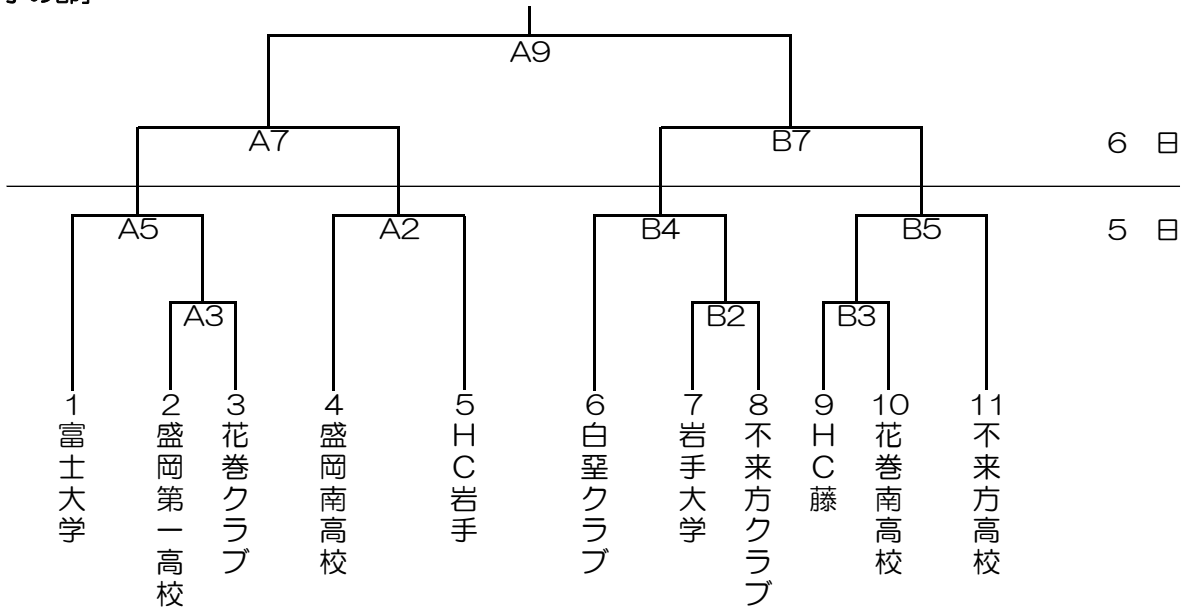 A9
A7
B7
6 日
A5
A2
B4
B5
5 日
A3
B2
B3
1 富士大学
2 盛岡第一高校
3 花巻クラブ
4 盛岡南高校
5 HC岩手
6 白堊クラブ
7 岩手大学
8 不来方クラブ
9 HC藤
10 花巻南高校
11 不来方高校